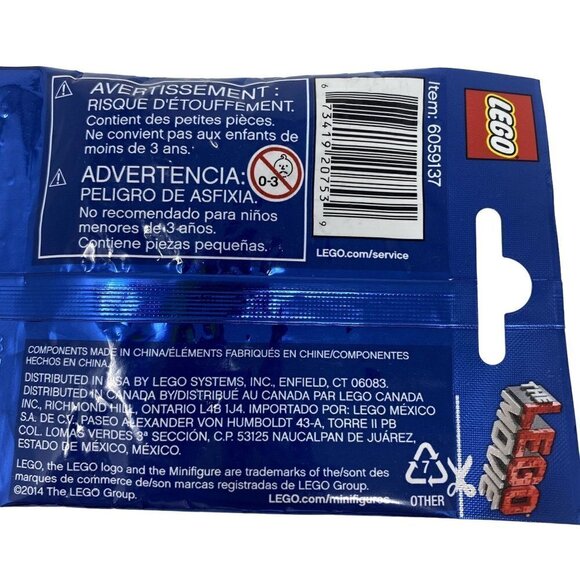 AVERTISSEMENT :
RISQUE D'ÉTOUFFEMENT.
Contient des petites pièces.
Ne convient pas aux enfants de
moins de 3 ans.
ADVERTENCIA:
PELIGRO DE ASFIXIA.
No recomendado para niños
menores de 3 años.
Contiene piezas pequeñas.
0-3
6 73419 20753 9
LEGO.com/service
Item: 6059137
LEGO
COMPONENTS MADE IN CHINA/ÉLÉMENTS FABRIQUÉS EN CHINE/COMPONENTES
HECHOS EN CHINA.
DISTRIBUTED IN USA BY LEGO SYSTEMS, INC., ENFIELD, CT 06083.
DISTRIBUTED IN CANADA BY/DISTRIBUÉ AU CANADA PAR LEGO CANADA
INC., RICHMOND HILL, ONTARIO L4B 1J4. IMPORTADO POR: LEGO MÉXICO
S.A. DE C.V. PASEO ALEXANDER VON HUMBOLDT 43-A, TORRE II PB
COL. LOMAS VERDES 3ª SECCIÓN, C.P. 53125 NAUCALPAN DE JUÁREZ,
ESTADO DE MÉXICO, MÉXICO.
LEGO, the LEGO logo and the Minifigure are trademarks of the/sont des
marques de commerce de/son marcas registradas de LEGO Group.
©2014 The LEGO Group.
LEGO.com/minifigures
7
OTHER
THE
LEGO
MOVIE